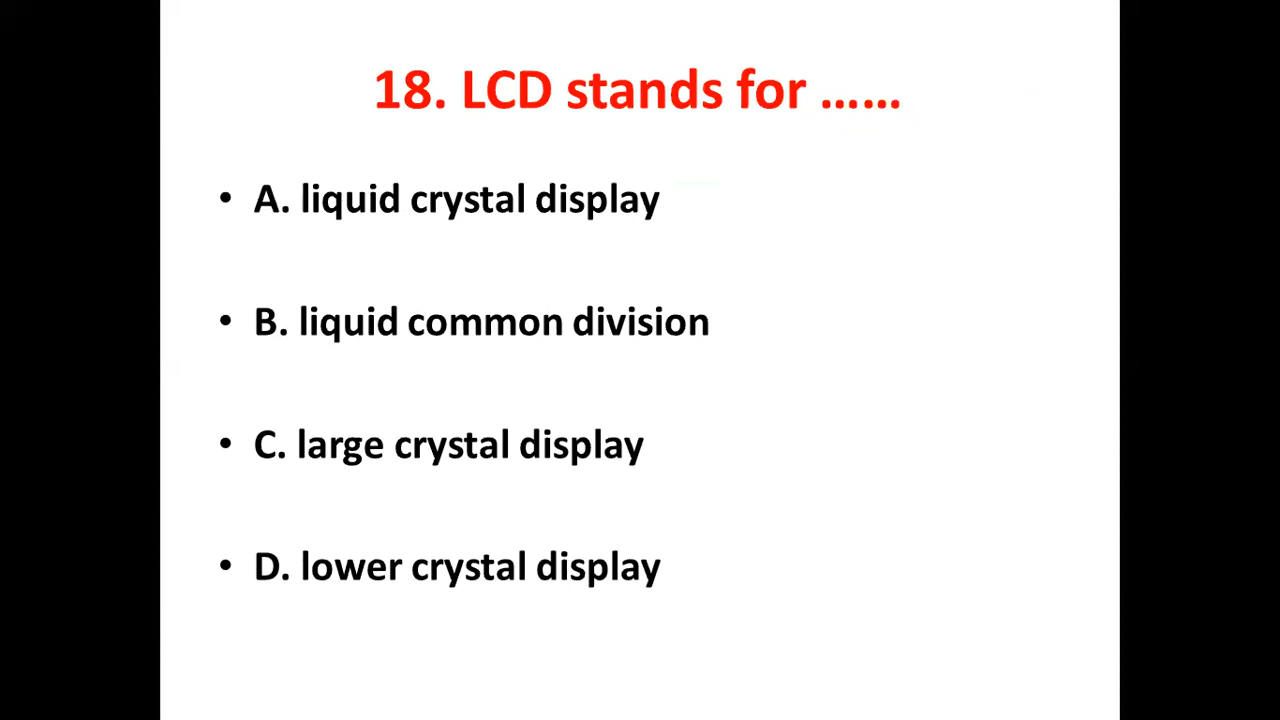 18. LCD stands for ......
• A. liquid crystal display
• B. liquid common division
• C. large crystal display
• D. lower crystal display